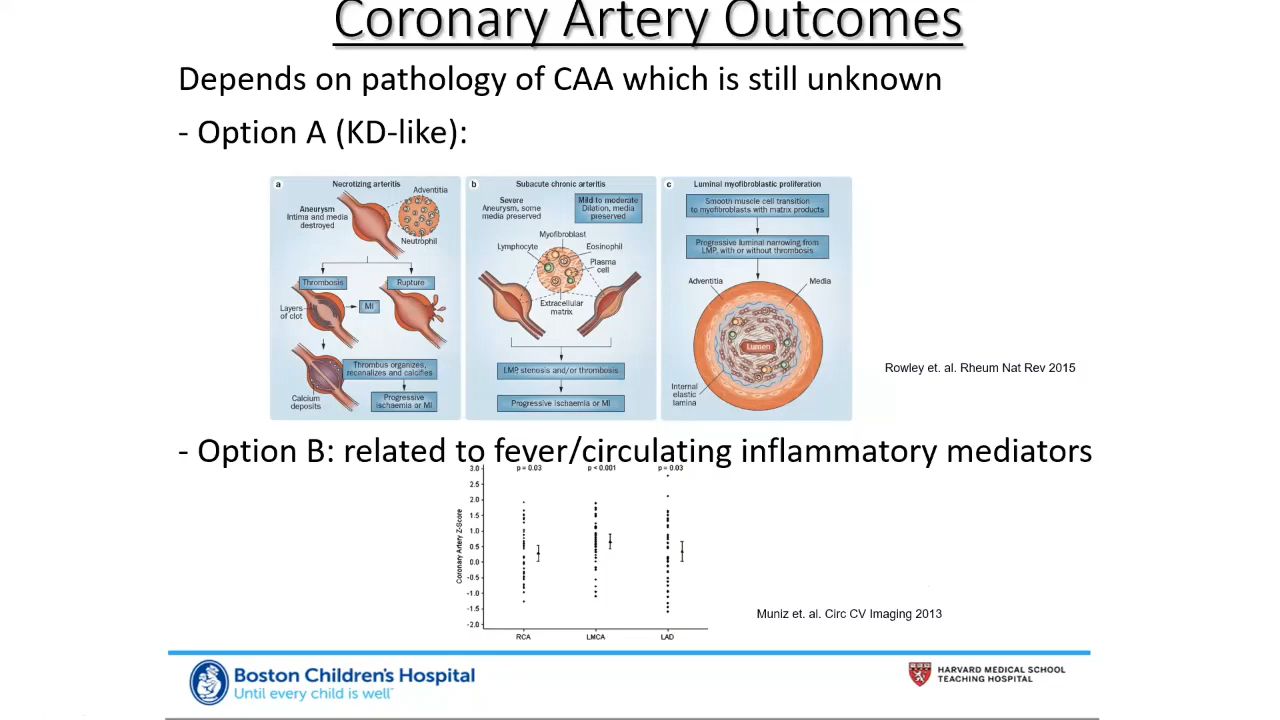 Coronary Artery Outcomes
Depends on pathology of CAA which is still unknown
- Option A (KD-like):
a
Necrotizing arteritis
Adventitia
Aneurysm
Intima and media
destroyed
Neutrophil
Thrombosis
Rupture
Layers
of clot
MI
Thrombus organizes,
recanalizes and calcifies
Calcium
deposits
Progressive
ischaemia or MI
b
Subacute chronic arteritis
Severe
Aneurysm, some
media preserved
Mild to moderate
Dilation, media
preserved
Myofibroblast
Lymphocyte
Eosinophil
Plasma
cell
Extracellular
matrix
LMP, stenosis and/or thrombosis
Progressive ischaemia or MI
c
Luminal myofibroblastic proliferation
Smooth muscle cell transition
to myofibroblasts with matrix products
Progressive luminal narrowing from
LMP, with or without thrombosis
Adventitia
Media
Lumen
Internal
elastic
lamina
Rowley et. al. Rheum Nat Rev 2015
- Option B: related to fever/circulating inflammatory mediators
p = 0.03
p < 0.001
p = 0.03
Coronary Artery Z-Score
3.0
2.5
2.0
1.5
1.0
0.5
0.0
-0.5
-1.0
-1.5
-2.0
RCA
LMCA
LAD
Muniz et. al. Circ CV Imaging 2013
Boston Children's Hospital
Until every child is well™
HARVARD MEDICAL SCHOOL
TEACHING HOSPITAL